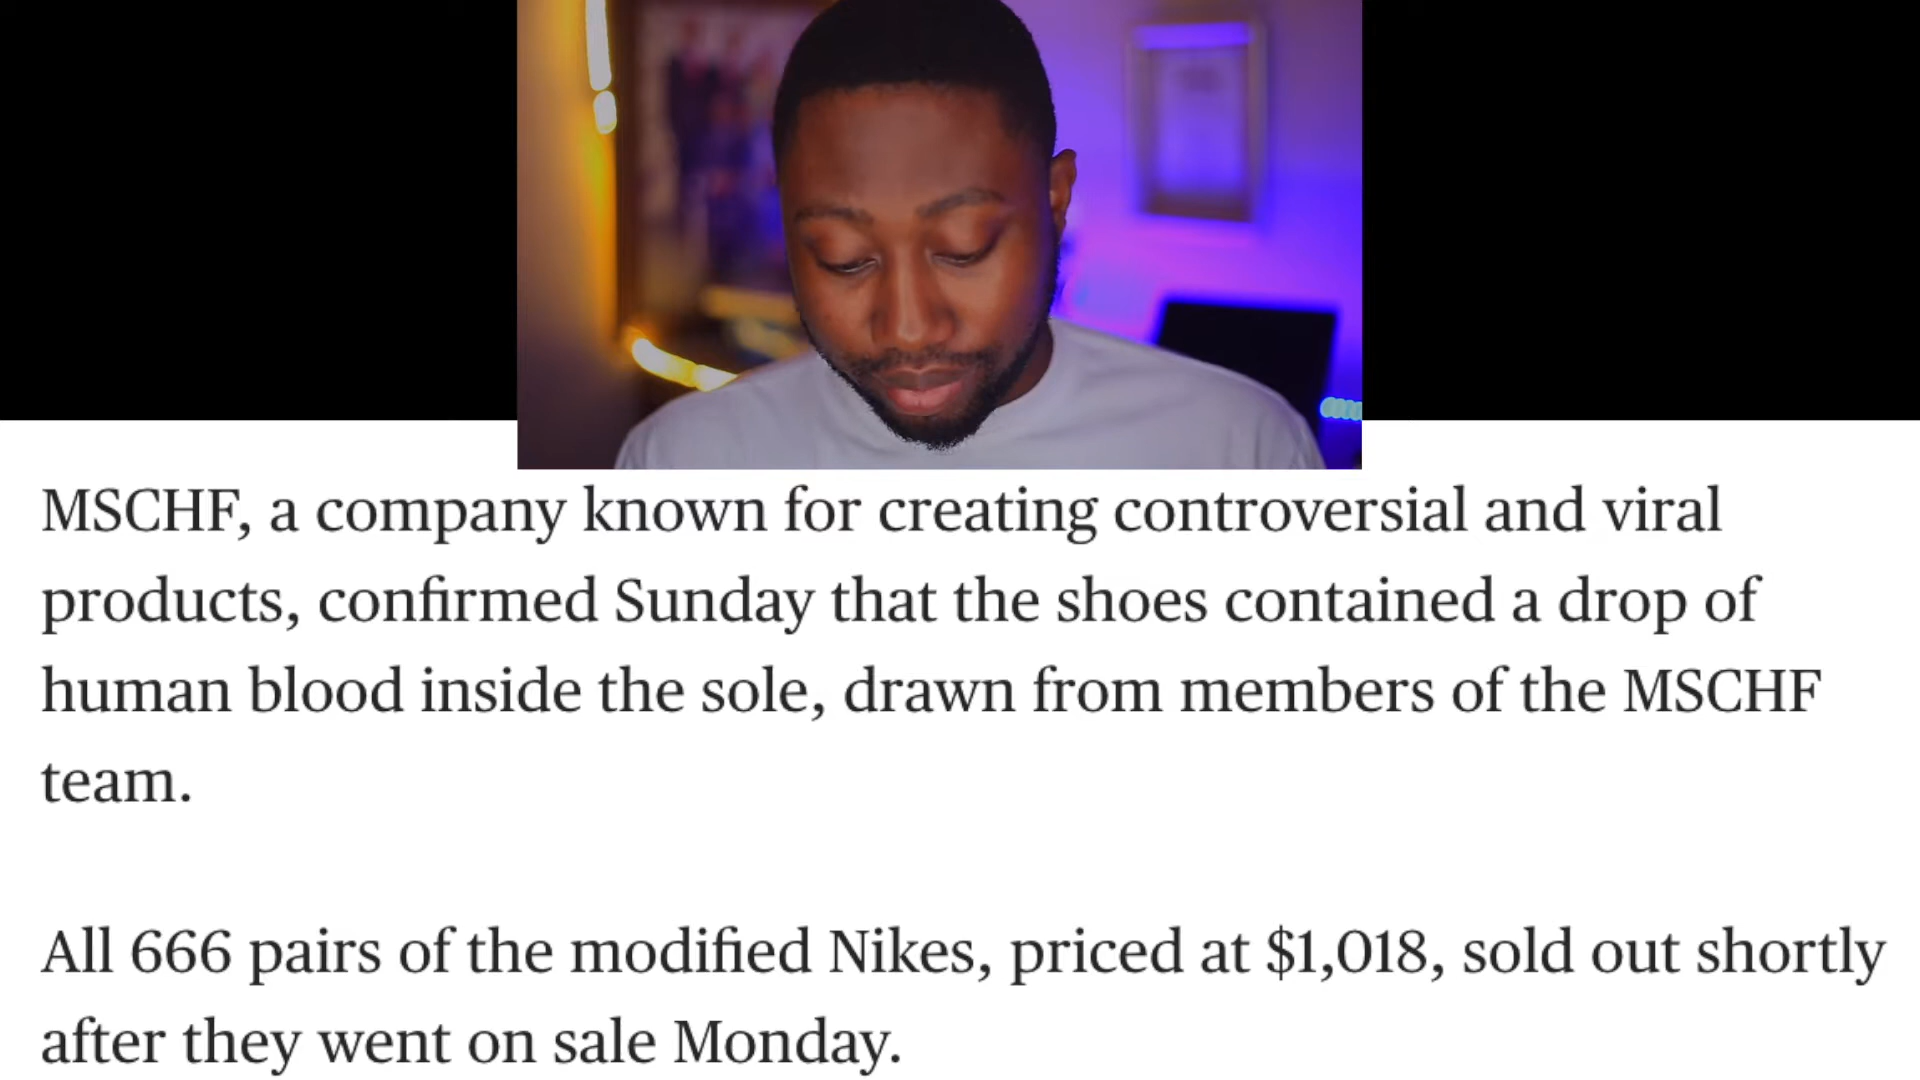 MSCHF, a company known for creating controversial and viral
products, confirmed Sunday that the shoes contained a drop of
human blood inside the sole, drawn from members of the MSCHF
team.
All 666 pairs of the modified Nikes, priced at $1,018, sold out shortly
after they went on sale Monday.